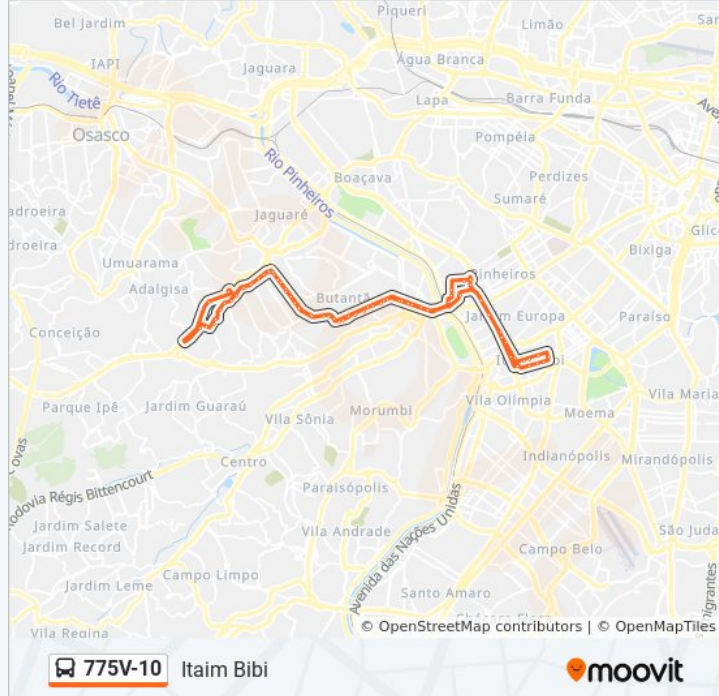 Piqueri
Bel Jardim
Limão
IAPI
Jaguara
Água Branca
Rio Tietê
Lapa
Barra Funda
Osasco
Pompéia
Rio Pinheiros
Boaçava
Perdizes
Sumaré
Jaguaré
Bixiga
Umuarama
Adalgisa
Pinheiros
Butantã
Jardim Europa
Paraíso
Conceição
Vila Olímpia
Parque Ipê
Jardim Guaraú
Morumbi
Moema
Vila Sônia
Centro
Indianópolis
Mirandópolis
Rodovia Régis Bittencourt
Paraisópolis
Avenida das Nações Unidas
Jardim Salete
Vila Andrade
São Juda
Jardim Record
Campo Belo
Campo Limpo
Jardim Leme
Santo Amaro
Vila Regina
© OpenStreetMap contributors | © OpenMapTiles
775V-10 Itaim Bibi
moovit